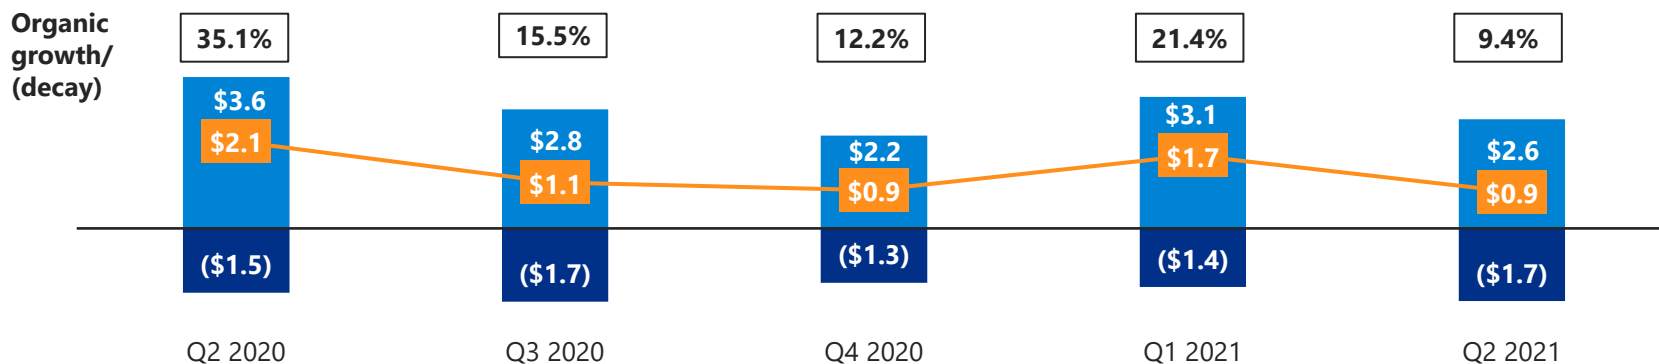 Organic
growth/
(decay)
35.1% 15.5% 12.2% 21.4% 9.4%
$3.6 $2.8 $2.2 $3.1 $2.6
$2.1 $1.1 $0.9 $1.7 $0.9
($1.5) ($1.7) ($1.3) ($1.4) ($1.7)
Q2 2020 Q3 2020 Q4 2020 Q1 2021 Q2 2021